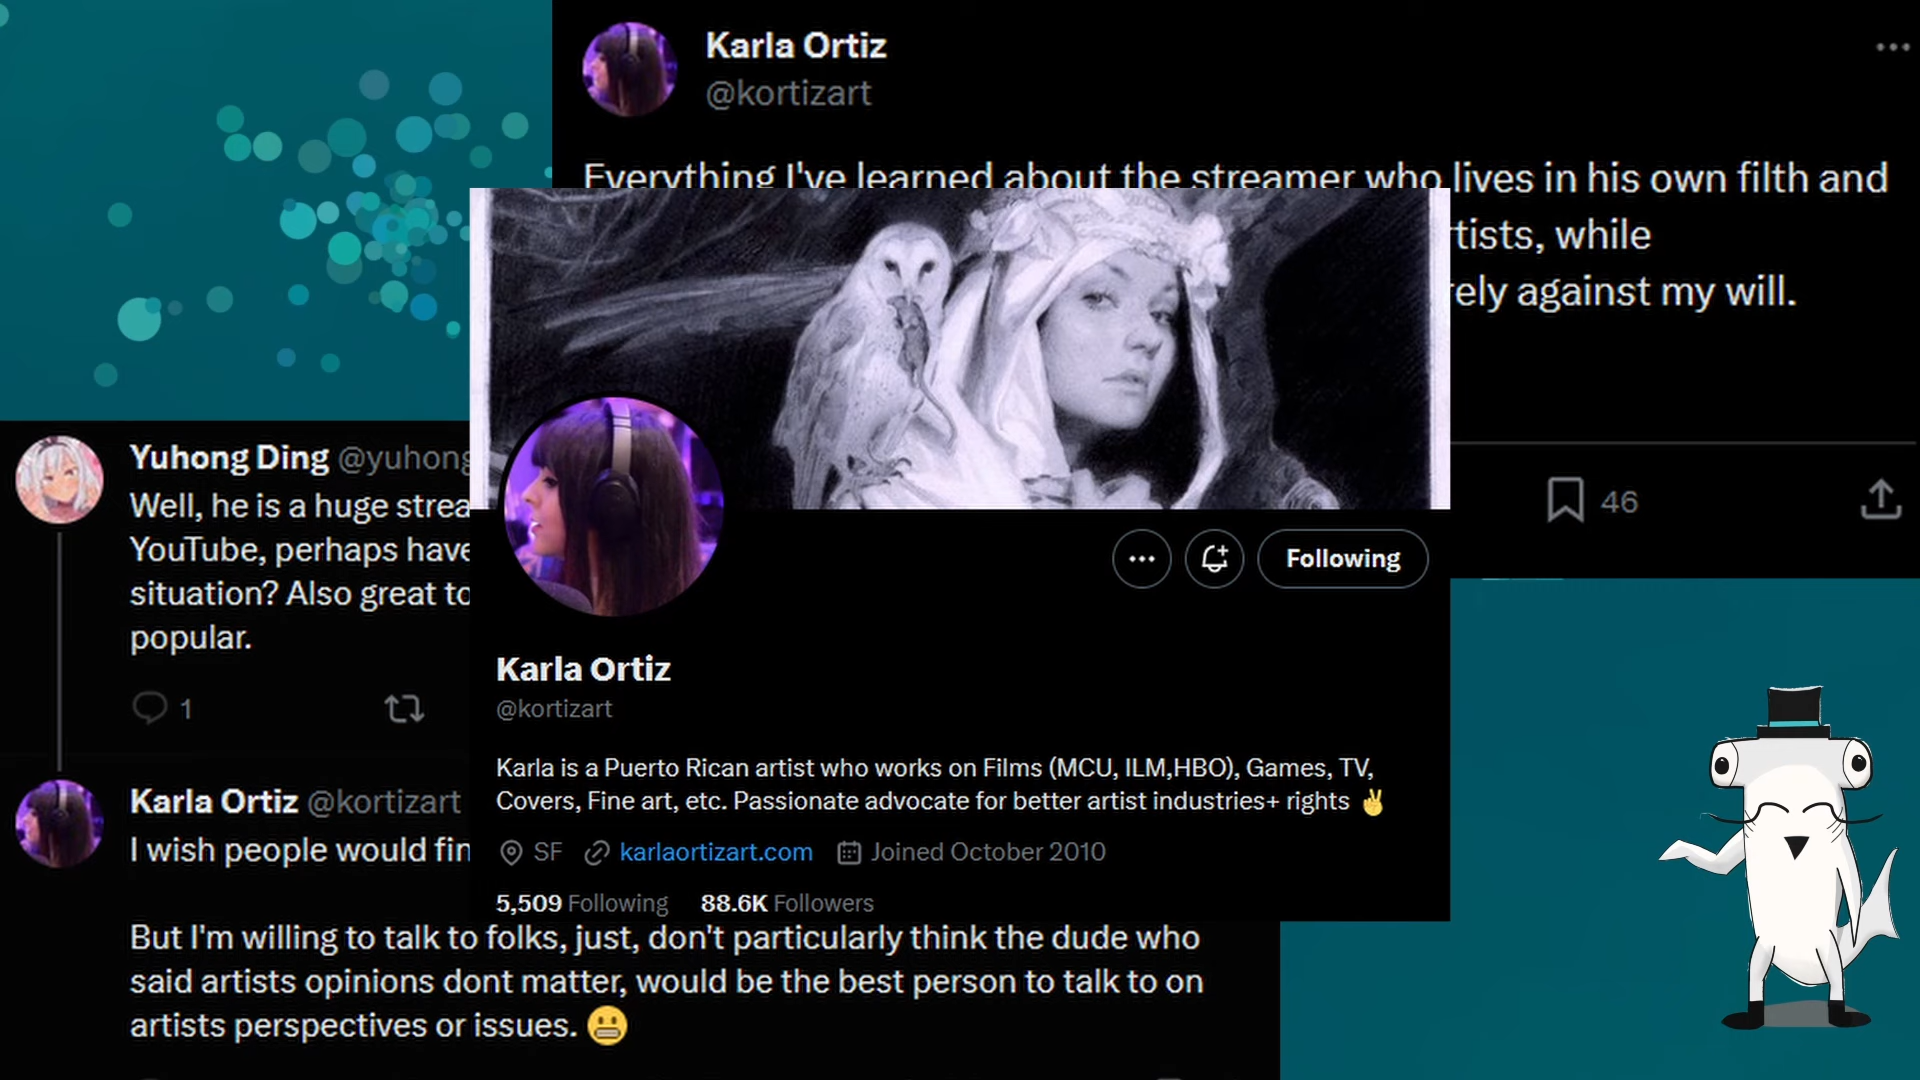 Karla Ortiz
@kortizart
Everything I've learned about the streamer who lives in his own filth and
tists, while
rely against my will.
46
Yuhong Ding @yuhong
Well, he is a huge strea
YouTube, perhaps have
situation? Also great to
popular.
1
Karla Ortiz @kortizart
I wish people would fin
But I'm willing to talk to folks, just, don't particularly think the dude who
said artists opinions dont matter, would be the best person to talk to on
artists perspectives or issues. 😬
Following
Karla Ortiz
@kortizart
Karla is a Puerto Rican artist who works on Films (MCU, ILM,HBO), Games, TV,
Covers, Fine art, etc. Passionate advocate for better artist industries+ rights ✌️
SF karlaortizart.com Joined October 2010
5,509 Following 88.6K Followers